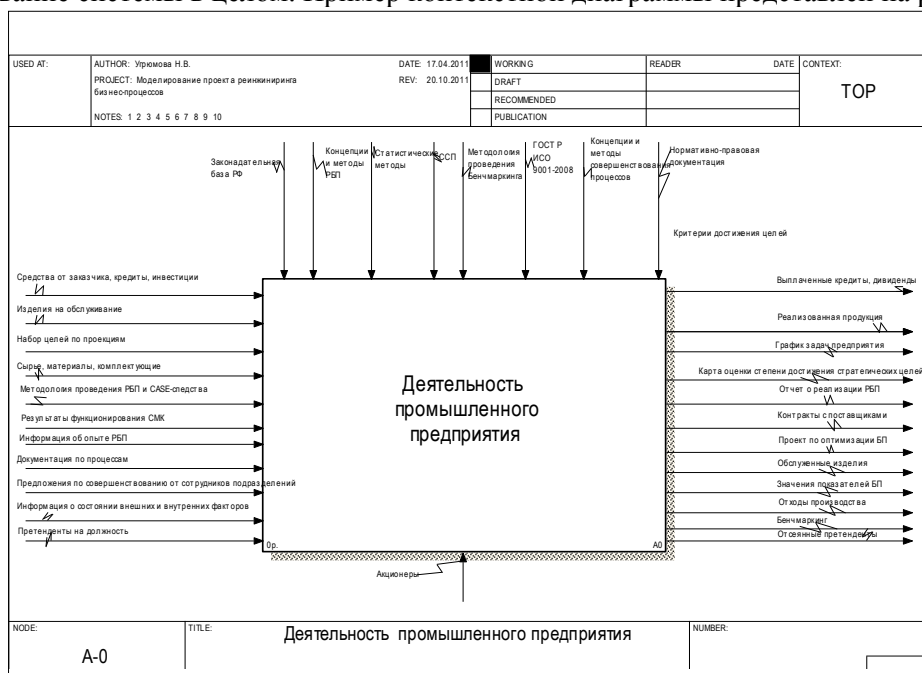 вание системы в целом. Пример контекстной диаграммы представлен на р
USED AT:
AUTHOR: Угрюмова Н.В.
DATE: 17.04.2011
PROJECT: Моделирование проекта реинжиниринга
бизнес-процессов
REV: 20.10.2011
NOTES: 1 2 3 4 5 6 7 8 9 10
WORKING
DRAFT
RECOMMENDED
PUBLICATION
READER
DATE
CONTEXT:
TOP
Законадательная
база РФ
Концепции
и методы
РБП
Статистические
методы
ССП
Методология
проведения
Бенчмаркинга
ГОСТ Р
ИСО
9001-2008
Концепции и
методы
совершенствования
процессов
Нормативно-правовая
документация
Критерии достижения целей
Средства от заказчика, кредиты, инвестиции
Изделия на обслуживание
Набор целей по проекциям
Сырье, материалы, комплектующие
Методология проведения РБП и CASE-средства
Результаты функционирования СМК
Информация об опыте РБП
Документация по процессам
Предложения по совершенствованию от сотрудников подразделений
Информация о состоянии внешних и внутренних факторов
Претенденты на должность
Деятельность
промышленного
предприятия
0р.
A0
Выплаченные кредиты, дивиденды
Реализованная продукция
График задач предприятия
Карта оценки степени достижения стратегических целей
Отчет о реализации РБП
Контракты с поставщиками
Проект по оптимизации БП
Обслуженные изделия
Значения показателей БП
Отходы производства
Бенчмаркинг
Отсеянные претенденты
Акционеры
NODE:
A-0
TITLE:
Деятельность промышленного предприятия
NUMBER: